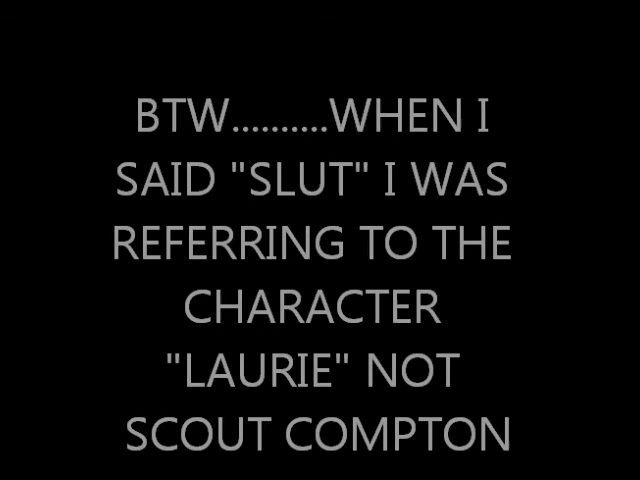 BTW..........WHEN I
SAID "SLUT" I WAS
REFERRING TO THE
CHARACTER
"LAURIE" NOT
SCOUT COMPTON